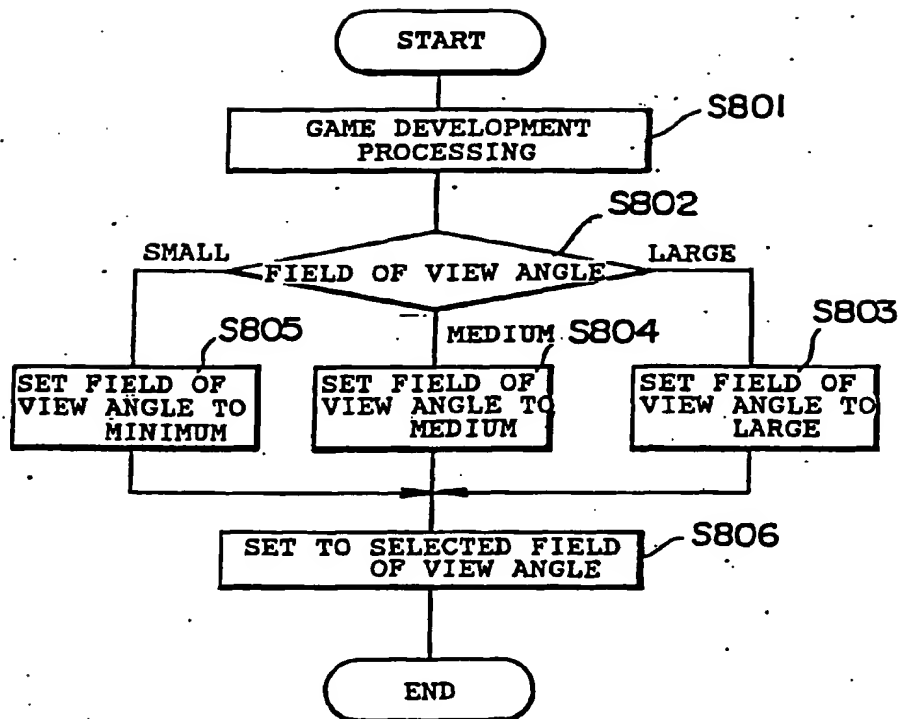 START
S801
GAME DEVELOPMENT
PROCESSING
S802
SMALL
FIELD OF VIEW ANGLE
LARGE
MEDIUM
S805
SET FIELD OF
VIEW ANGLE TO
MINIMUM
S804
SET FIELD OF
VIEW ANGLE TO
MEDIUM
S803
SET FIELD OF
VIEW ANGLE TO
LARGE
S806
SET TO SELECTED FIELD
OF VIEW ANGLE
END